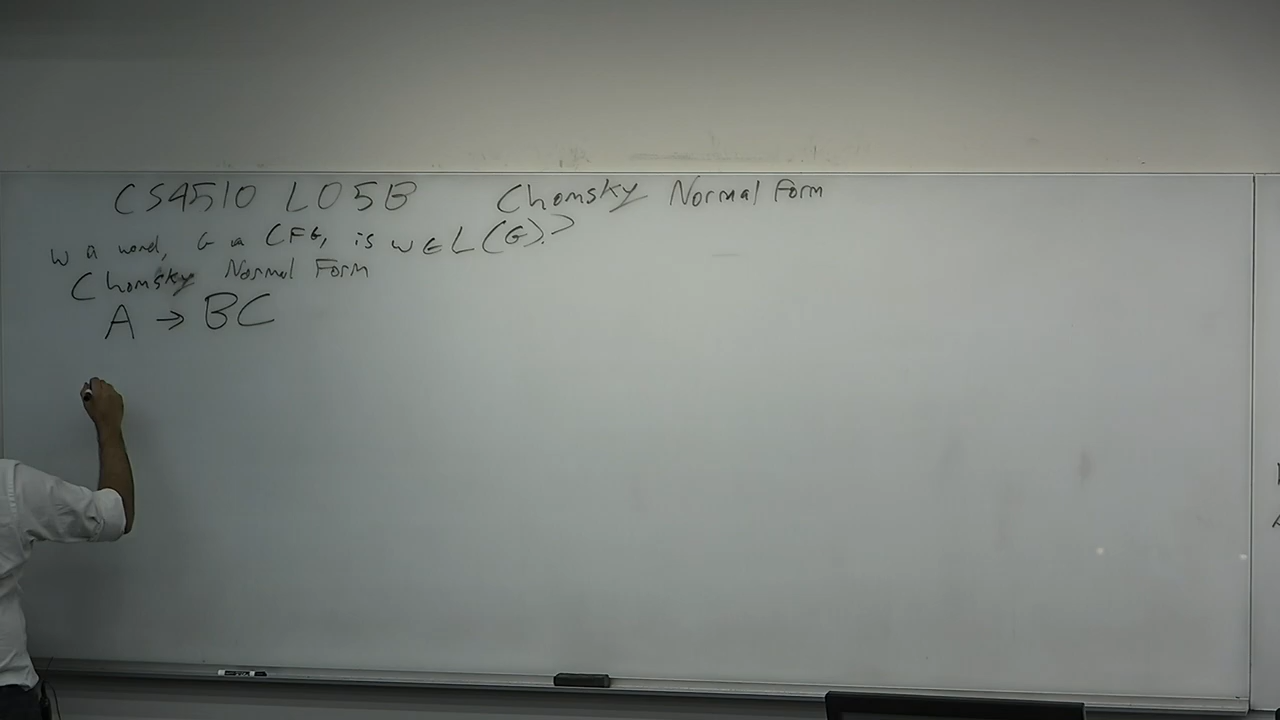 CS4510 L05B Chomsky Normal Form
w a word, G a CFG, is w ∈ L(G)?
Chomsky Normal Form
A → BC